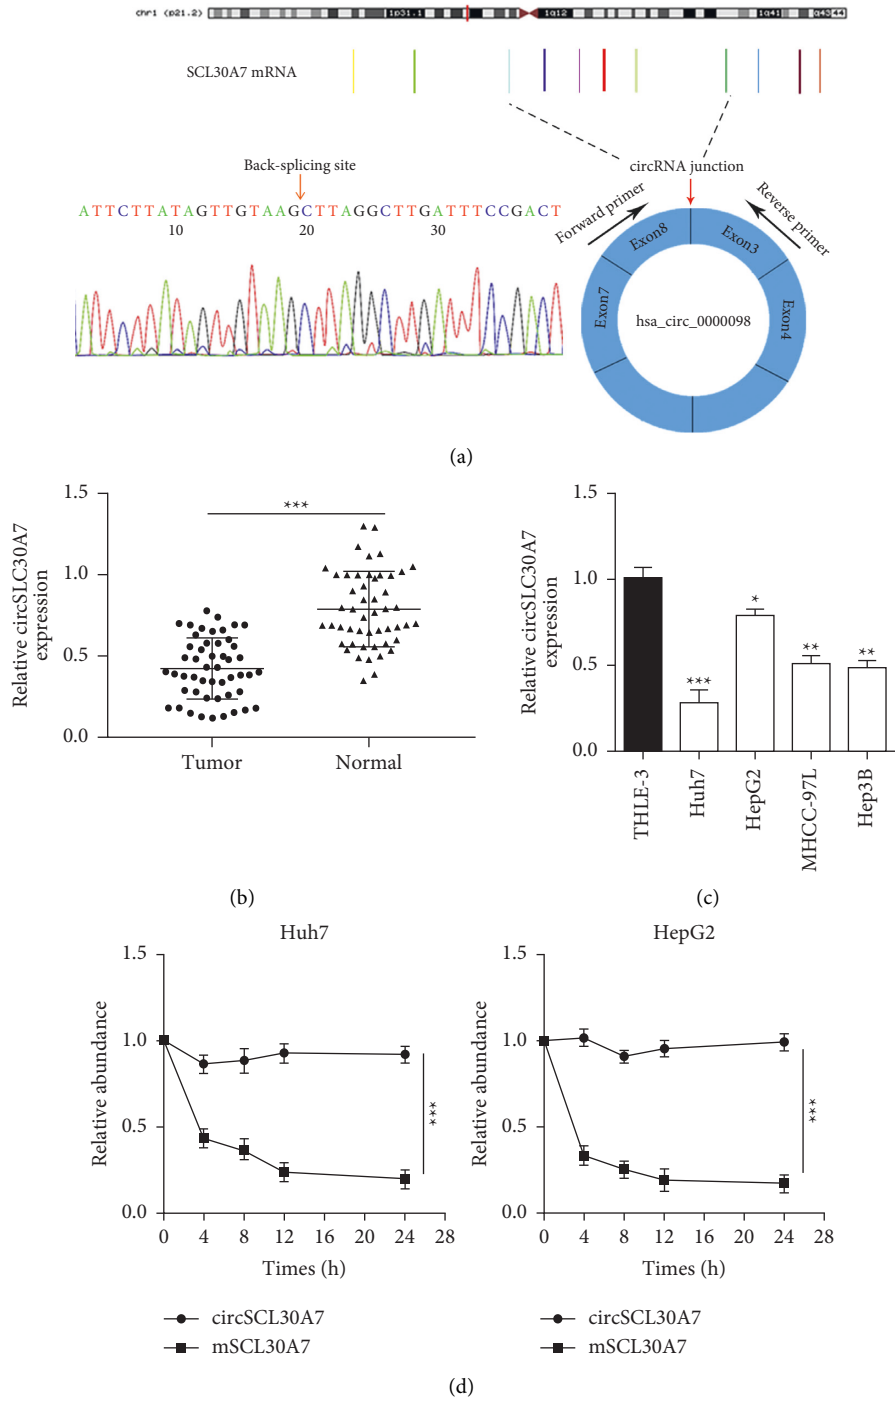 chr1 (p21.2) 1p31.1 1q12 1q41 q43 44
SCL30A7 mRNA
Back-splicing site
ATTCTTATAGTTGTAAGCTTAGGCTTGATTTCCGACT
10 20 30
circRNA junction
Forward primer
Reverse primer
Exon8
Exon3
Exon7
Exon4
hsa_circ_0000098
(a)
Relative circSLC30A7
expression
1.5
1.0
0.5
0.0
***
Tumor Normal
(b)
Relative circSLC30A7
expression
1.5
1.0
0.5
0.0
***
*
**
**
THLE-3
Huh7
HepG2
MHCC-97L
Hep3B
(c)
Huh7
Relative abundance
1.5
1.0
0.5
0.0
***
0 4 8 12 16 20 24 28
Times (h)
circSCL30A7
mSCL30A7
HepG2
Relative abundance
1.5
1.0
0.5
0.0
***
0 4 8 12 16 20 24 28
Times (h)
circSCL30A7
mSCL30A7
(d)